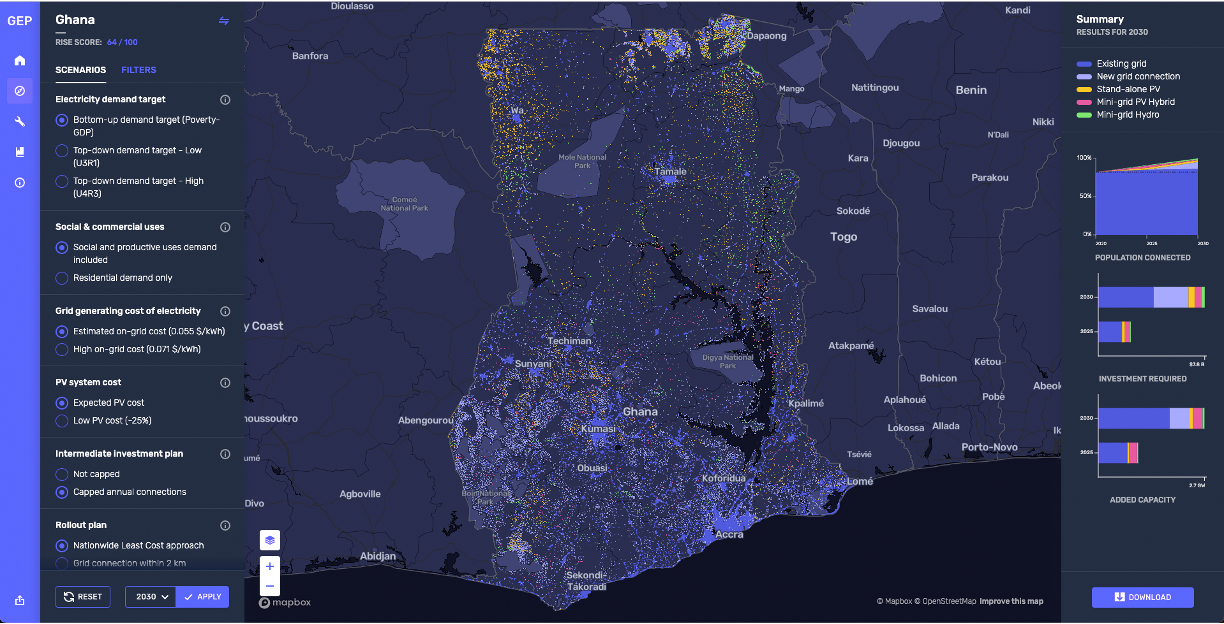 GEP
Ghana
RISE SCORE: 64 / 100
SCENARIOS
FILTERS
Electricity demand target
Bottom-up demand target (Poverty-
GDP)
Top-down demand target - Low
(U3R1)
Top-down demand target - High
(U4R3)
Social & commercial uses
Social and productive uses demand
included
Residential demand only
Grid generating cost of electricity
Estimated on-grid cost (0.055 $/kWh)
High on-grid cost (0.071 $/kWh)
PV system cost
Expected PV cost
Low PV cost (-25%)
Intermediate investment plan
Not capped
Capped annual connections
Rollout plan
Nationwide Least Cost approach
Grid connection within 2 km
RESET
2030
APPLY
Dioulasso
Kandi
Banfora
Dapaong
Mango
Natitingou
Benin
Wa
Nikki
N'Dali
Djougou
Mole National
Park
Kara
Tamale
Parakou
Comoé
National Park
Sokodé
Togo
Savalou
y Coast
Techiman
Atakpamé
Sunyani
Digya National
Park
Kétou
Bohicon
Abeok
Pobè
Ghana
Kpalimé
Aplahoué
moussoukro
Abengourou
Kumasi
Lokossa
Allada
Ik
Porto-Novo
Tsévié
umé
Obuasi
Koforidua
Lomé
Agboville
Boin National
Park
Divo
Accra
Abidjan
Sekondi-
Takoradi
mapbox
© Mapbox © OpenStreetMap Improve this map
Summary
RESULTS FOR 2030
Existing grid
New grid connection
Stand-alone PV
Mini-grid PV Hybrid
Mini-grid Hydro
100%
50%
0%
2020
2025
2030
POPULATION CONNECTED
2030
2025
$3.8 B
INVESTMENT REQUIRED
2030
2025
2.7 GW
ADDED CAPACITY
DOWNLOAD